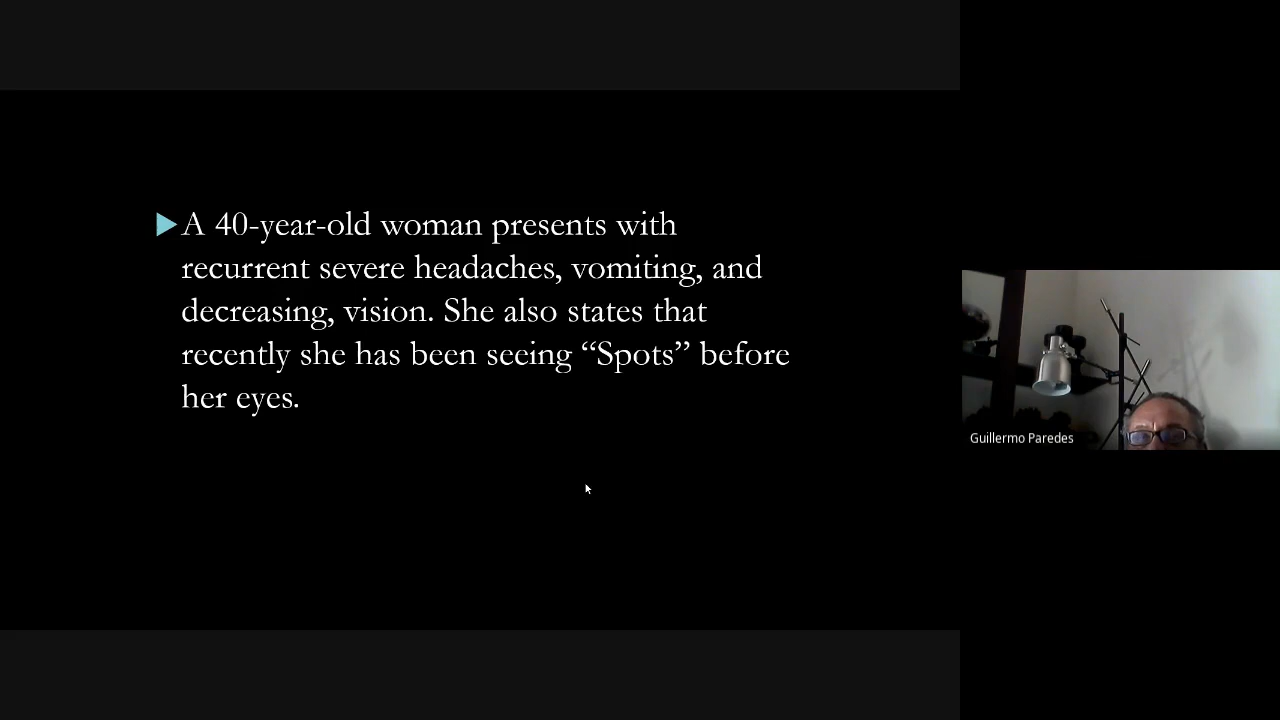 A 40-year-old woman presents with
recurrent severe headaches, vomiting, and
decreasing, vision. She also states that
recently she has been seeing “Spots” before
her eyes.
Guillermo Paredes